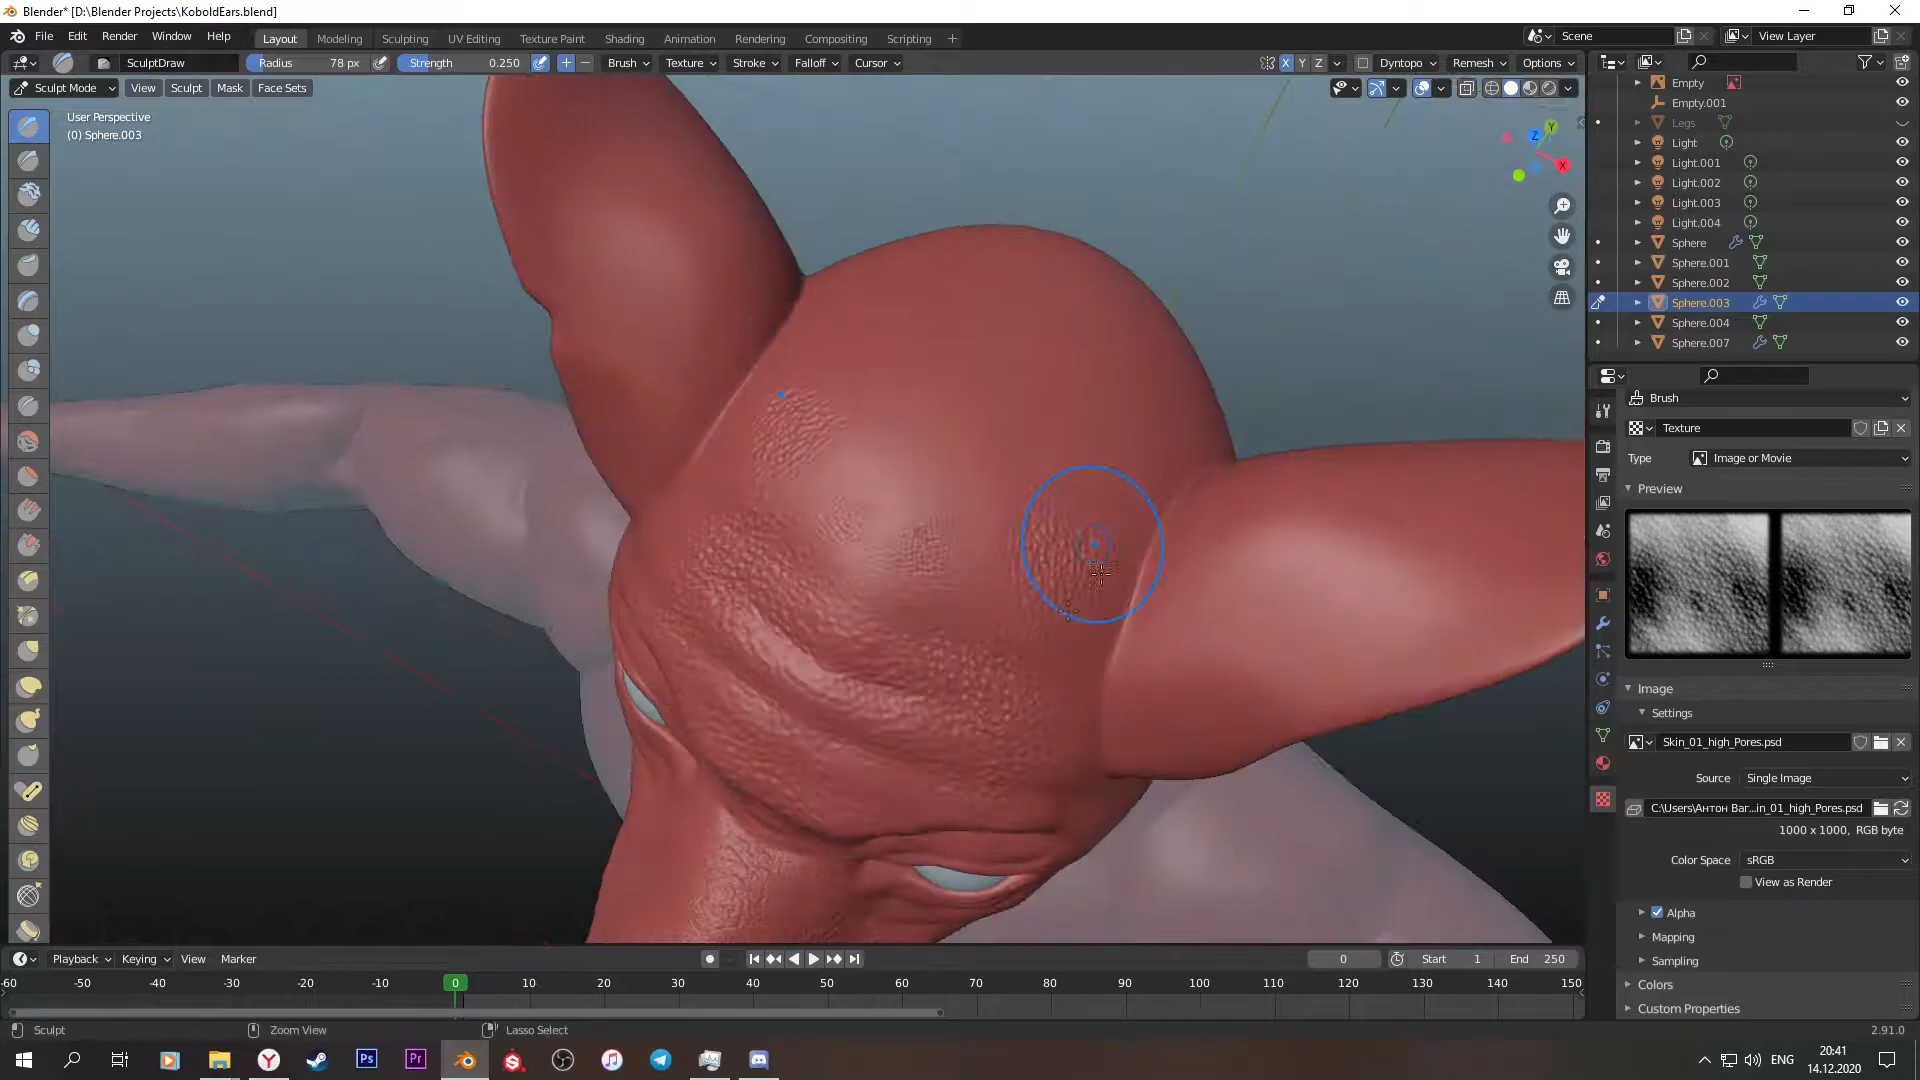 Blender* [D:\Blender Projects\KoboldEars.blend]
File Edit Render Window Help
Layout Modeling Sculpting UV Editing Texture Paint Shading Animation Rendering Compositing Scripting +
Scene View Layer
SculptDraw Radius 78 px Strength 0.250 Brush Texture Stroke Falloff Cursor X Y Z Dyntopo Remesh Options
Sculpt Mode View Sculpt Mask Face Sets
User Perspective
(0) Sphere.003
Z Y X
Empty
Empty.001
Legs
Light
Light.001
Light.002
Light.003
Light.004
Sphere
Sphere.001
Sphere.002
Sphere.003
Sphere.004
Sphere.007
Brush
Texture
Type Image or Movie
Preview
Image
Settings
Skin_01_high_Pores.psd
Source Single Image
C:\Users\Антон Ваг...in_01_high_Pores.psd
1000 x 1000, RGB byte
Color Space sRGB
View as Render
Alpha
Mapping
Sampling
Colors
Custom Properties
Playback Keying View Marker 0 Start 1 End 250
-60 -50 -40 -30 -20 -10 0 10 20 30 40 50 60 70 80 90 100 110 120 130 140 150
Sculpt Zoom View Lasso Select 2.91.0
Y Ps Pr S
ENG
20:41
14.12.2020